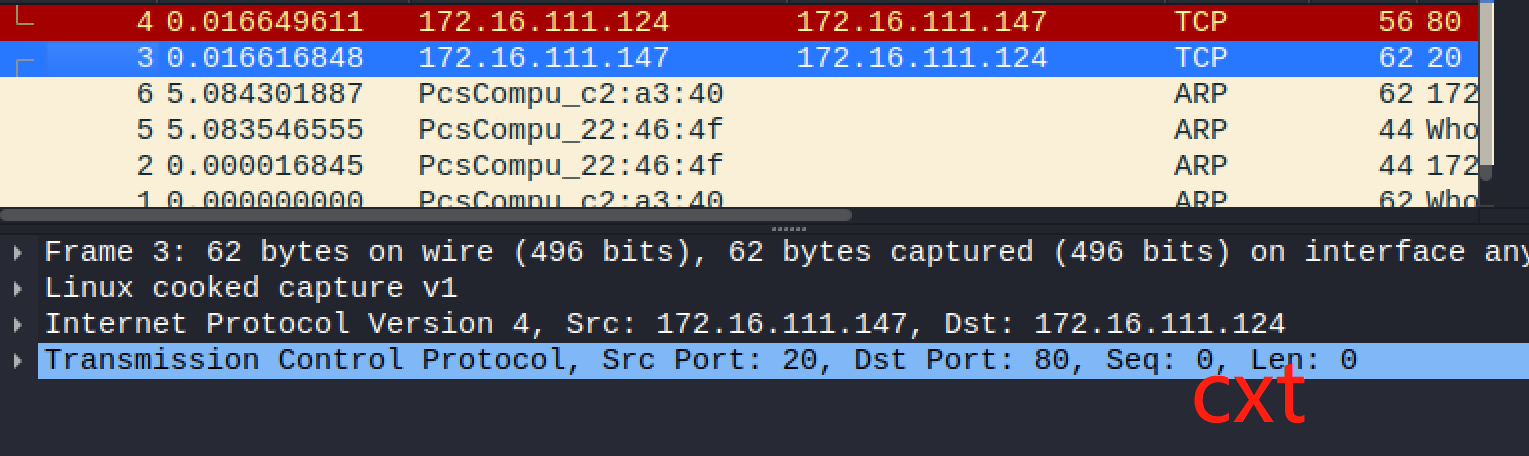 4 0.016649611 172.16.111.124 172.16.111.147 TCP 56 80
3 0.016616848 172.16.111.147 172.16.111.124 TCP 62 20
6 5.084301887 PcsCompu_c2:a3:40 ARP 62 172
5 5.083546555 PcsCompu_22:46:4f ARP 44 Who
2 0.000016845 PcsCompu_22:46:4f ARP 44 172
1 0.000000000 PcsCompu_c2:a3:40 ARP 62 Who
Frame 3: 62 bytes on wire (496 bits), 62 bytes captured (496 bits) on interface any
Linux cooked capture v1
Internet Protocol Version 4, Src: 172.16.111.147, Dst: 172.16.111.124
Transmission Control Protocol, Src Port: 20, Dst Port: 80, Seq: 0, Len: 0
cxt